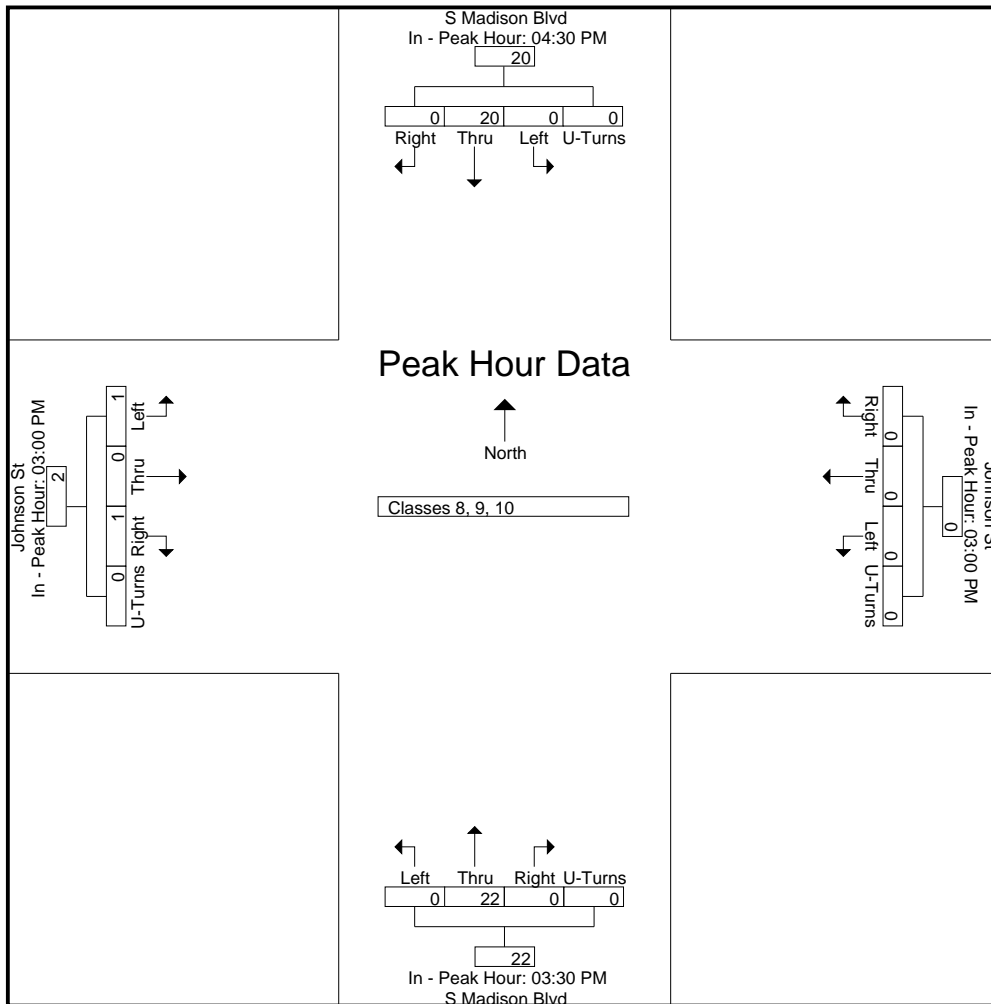 S Madison Blvd
In - Peak Hour: 04:30 PM
20
0 20 0 0
Right Thru Left U-Turns
Peak Hour Data
North
Classes 8, 9, 10
Johnson St
In - Peak Hour: 03:00 PM
2
1 0 1 0
Left Thru Right U-Turns
Right Thru Left U-Turns
0 0 0 0
0
In - Peak Hour: 03:00 PM
Johnson St
Left Thru Right U-Turns
0 22 0 0
22
In - Peak Hour: 03:30 PM
S Madison Blvd